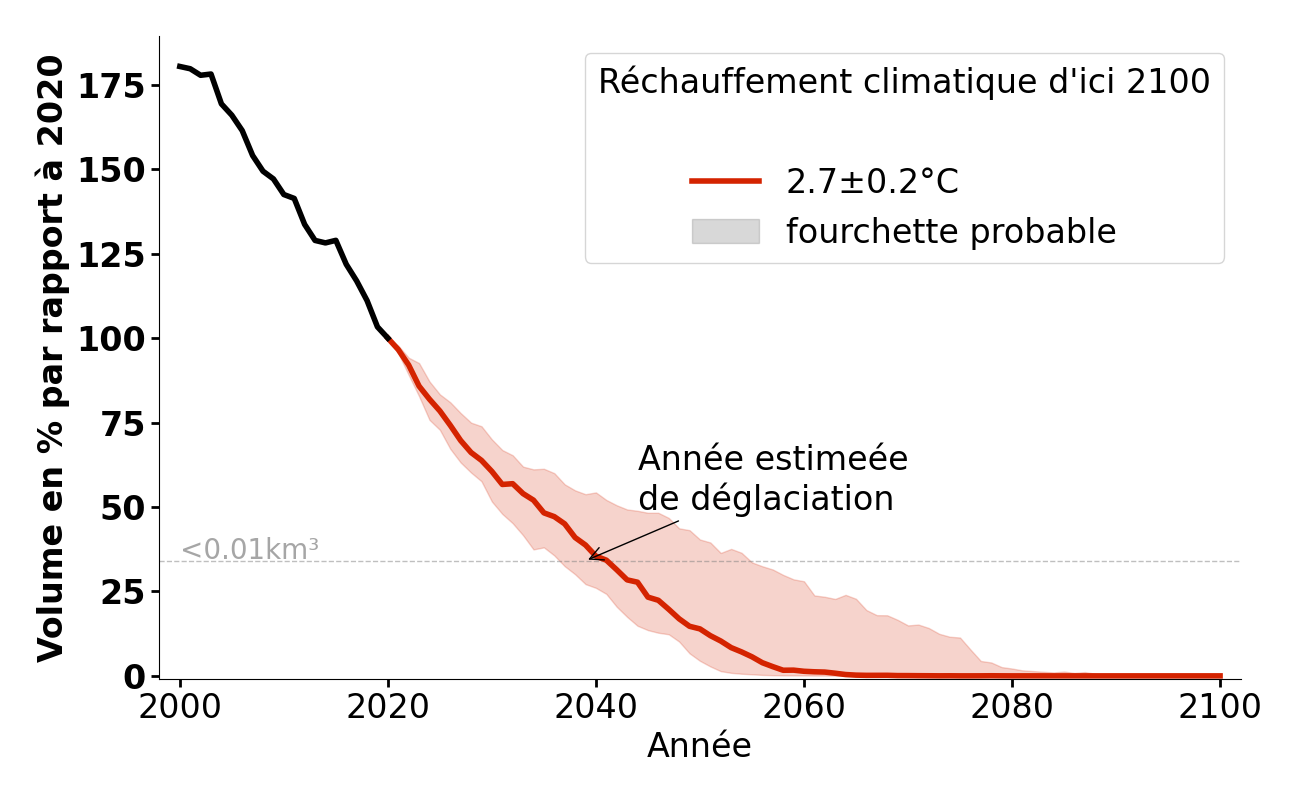 Volume en % par rapport à 2020
175
150
125
100
75
50
25
0
Réchauffement climatique d'ici 2100
2.7±0.2°C
fourchette probable
Année estimeée
de déglaciation
<0.01km³
2000 2020 2040 2060 2080 2100
Année